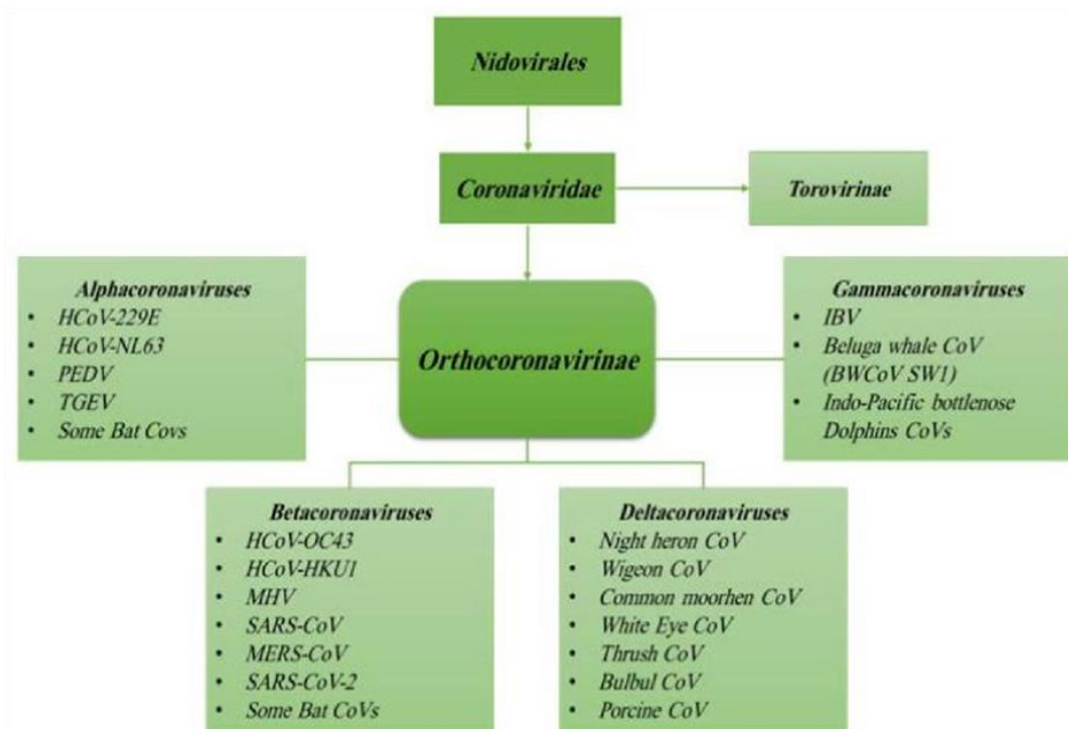 Nidovirales
Coronaviridae
Torovirinae
Alphacoronaviruses
• HCoV-229E
• HCoV-NL63
• PEDV
• TGEV
• Some Bat Covs
Orthocoronavirinae
Gammacoronaviruses
• IBV
• Beluga whale CoV
(BWCoV SW1)
• Indo-Pacific bottlenose
Dolphins CoVs
Betacoronaviruses
• HCoV-OC43
• HCoV-HKU1
• MHV
• SARS-CoV
• MERS-CoV
• SARS-CoV-2
• Some Bat CoVs
Deltacoronaviruses
• Night heron CoV
• Wigeon CoV
• Common moorhen CoV
• White Eye CoV
• Thrush CoV
• Bulbul CoV
• Porcine CoV